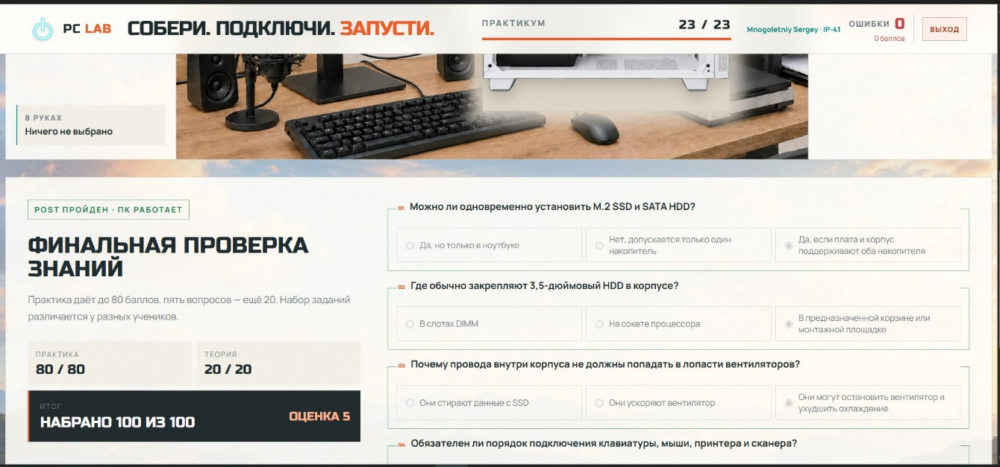 PC LAB
СОБЕРИ. ПОДКЛЮЧИ. ЗАПУСТИ.
ПРАКТИКУМ
23 / 23
Mnogoletniy Sergey · IP-41
ОШИБКИ 0
0 баллов
ВЫХОД
В РУКАХ
Ничего не выбрано
POST ПРОЙДЕН · ПК РАБОТАЕТ
ФИНАЛЬНАЯ ПРОВЕРКА
ЗНАНИЙ
Практика даёт до 80 баллов, пять вопросов — ещё 20. Набор заданий
различается у разных учеников.
ПРАКТИКА
80 / 80
ТЕОРИЯ
20 / 20
ИТОГ
НАБРАНО 100 ИЗ 100
ОЦЕНКА 5
01 Можно ли одновременно установить M.2 SSD и SATA HDD?
Да, но только в ноутбуке
Нет, допускается только один
накопитель
Да, если плата и корпус
поддерживают оба накопителя
02 Где обычно закрепляют 3,5-дюймовый HDD в корпусе?
В слотах DIMM
На сокете процессора
В предназначенной корзине или
монтажной площадке
03 Почему провода внутри корпуса не должны попадать в лопасти вентиляторов?
Они стирают данные с SSD
Они ускоряют вентилятор
Они могут остановить вентилятор и
ухудшить охлаждение
04 Обязателен ли порядок подключения клавиатуры, мыши, принтера и сканера?